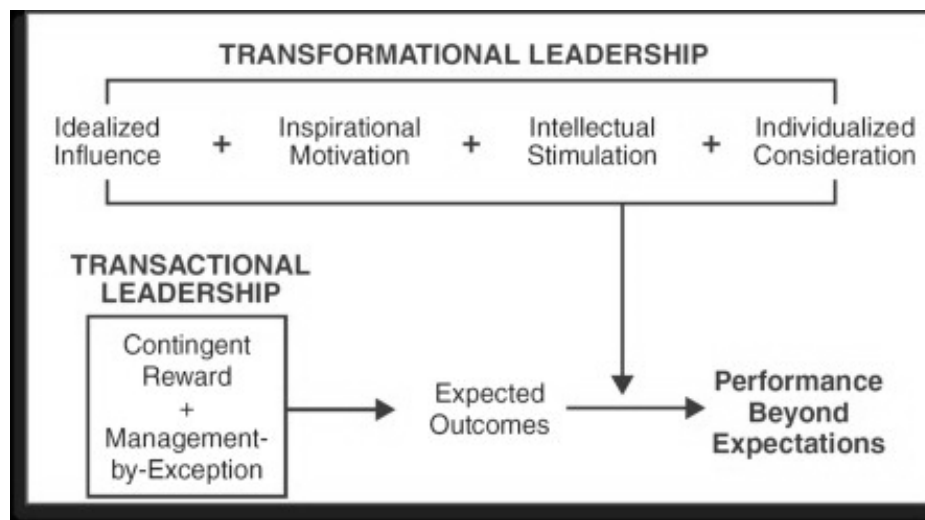 TRANSFORMATIONAL LEADERSHIP
Idealized
Influence
+
Inspirational
Motivation
+
Intellectual
Stimulation
+
Individualized
Consideration
TRANSACTIONAL
LEADERSHIP
Contingent
Reward
+
Management-
by-Exception
Expected
Outcomes
Performance
Beyond
Expectations